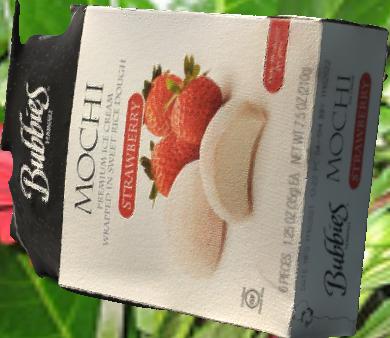 Bubbies
HAWAII
MOCHI
PREMIUM ICE CREAM
WRAPPED IN SWEET RICE DOUGH
STRAWBERRY
6 PIECES 1.25 OZ (35g) EA NET WT 7.5 OZ (210g)
Bubbies
MOCHI
STRAWBERRY